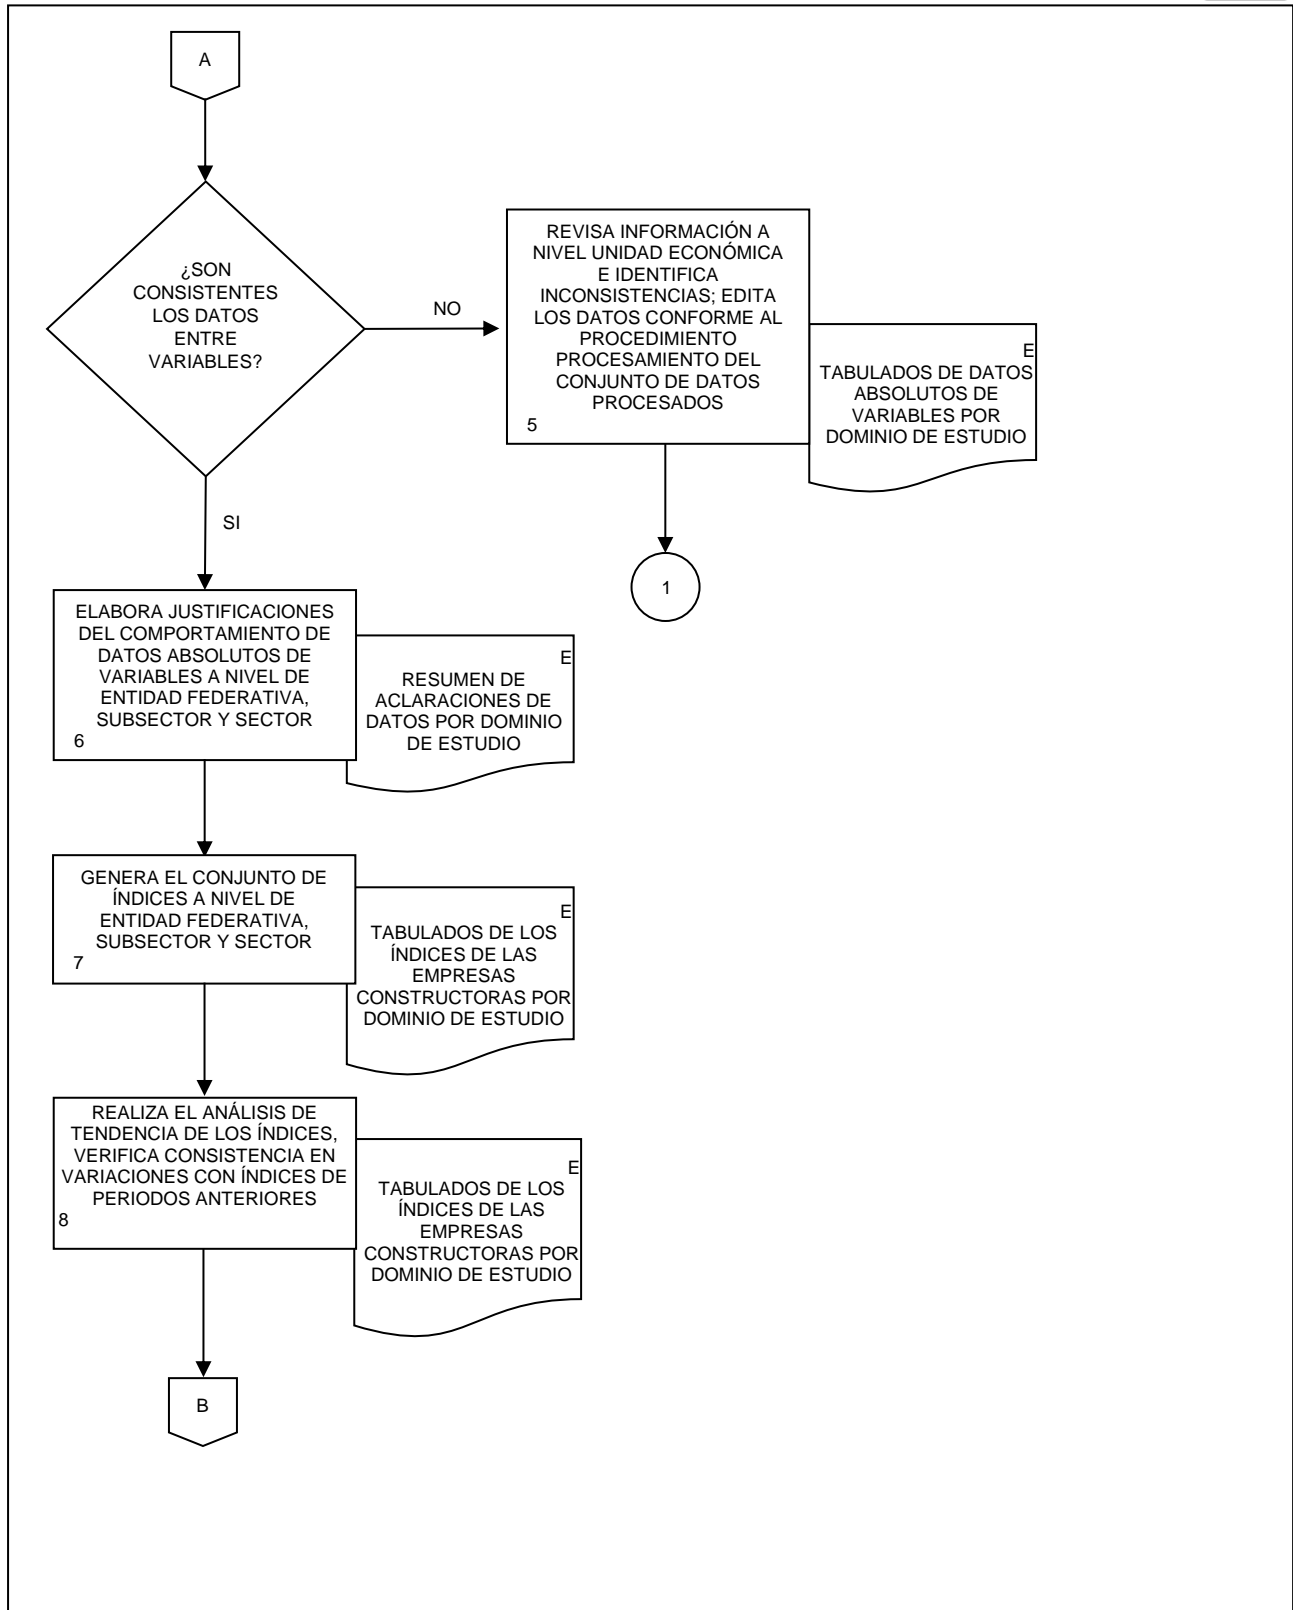 A
¿SON
CONSISTENTES
LOS DATOS
ENTRE
VARIABLES?
NO
REVISA INFORMACIÓN A
NIVEL UNIDAD ECONÓMICA
E IDENTIFICA
INCONSISTENCIAS; EDITA
LOS DATOS CONFORME AL
PROCEDIMIENTO
PROCESAMIENTO DEL
CONJUNTO DE DATOS
PROCESADOS
5
E
TABULADOS DE DATOS
ABSOLUTOS DE
VARIABLES POR
DOMINIO DE ESTUDIO
1
SI
ELABORA JUSTIFICACIONES
DEL COMPORTAMIENTO DE
DATOS ABSOLUTOS DE
VARIABLES A NIVEL DE
ENTIDAD FEDERATIVA,
SUBSECTOR Y SECTOR
6
E
RESUMEN DE
ACLARACIONES DE
DATOS POR DOMINIO
DE ESTUDIO
GENERA EL CONJUNTO DE
ÍNDICES A NIVEL DE
ENTIDAD FEDERATIVA,
SUBSECTOR Y SECTOR
7
E
TABULADOS DE LOS
ÍNDICES DE LAS
EMPRESAS
CONSTRUCTORAS POR
DOMINIO DE ESTUDIO
REALIZA EL ANÁLISIS DE
TENDENCIA DE LOS ÍNDICES,
VERIFICA CONSISTENCIA EN
VARIACIONES CON ÍNDICES DE
PERIODOS ANTERIORES
8
E
TABULADOS DE LOS
ÍNDICES DE LAS
EMPRESAS
CONSTRUCTORAS POR
DOMINIO DE ESTUDIO
B